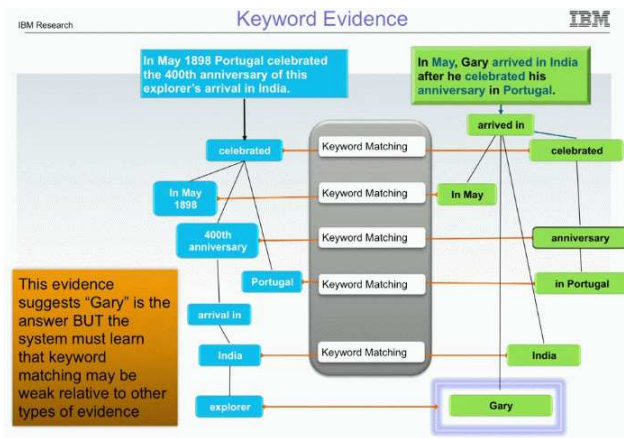 IBM Research
Keyword Evidence
IBM
In May 1898 Portugal celebrated
the 400th anniversary of this
explorer's arrival in India.
In May, Gary arrived in India
after he celebrated his
anniversary in Portugal.
arrived in
celebrated
Keyword Matching
celebrated
In May
1898
Keyword Matching
In May
400th
anniversary
Keyword Matching
anniversary
Portugal
Keyword Matching
in Portugal
arrival in
India
Keyword Matching
India
explorer
Gary
This evidence
suggests "Gary" is the
answer BUT the
system must learn
that keyword
matching may be
weak relative to other
types of evidence